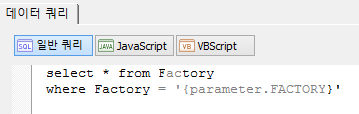 데이터 쿼리
SQL 일반 쿼리 JAVA JavaScript VB VBScript
select * from Factory
where Factory = '{parameter.FACTORY}'